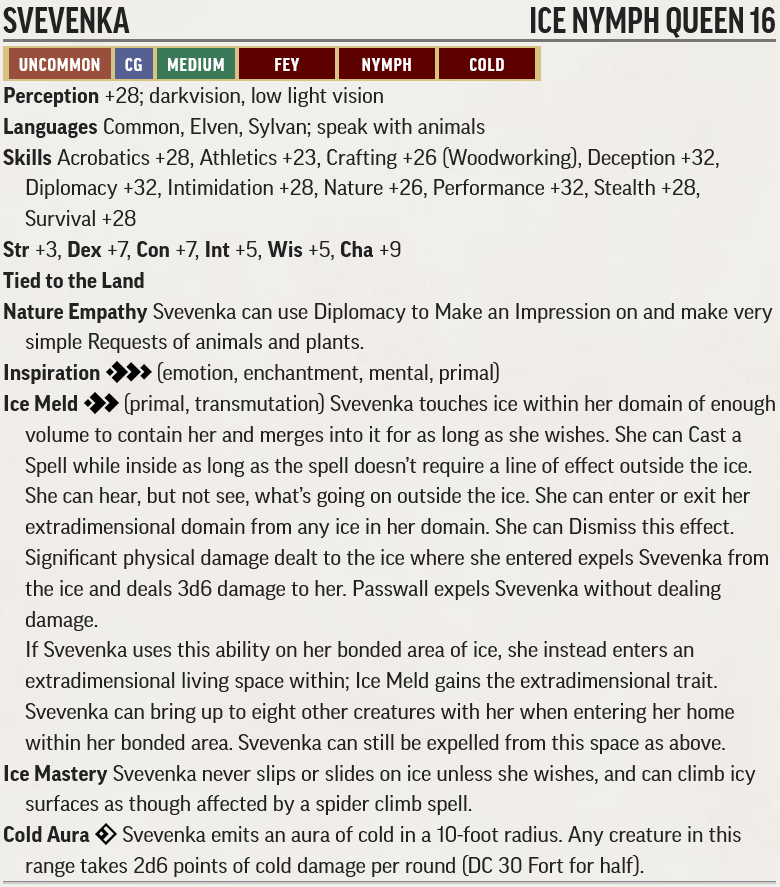 SVEVENKA ICE NYMPH QUEEN 16
UNCOMMON CG MEDIUM FEY NYMPH COLD
Perception +28; darkvision, low light vision
Languages Common, Elven, Sylvan; speak with animals
Skills Acrobatics +28, Athletics +23, Crafting +26 (Woodworking), Deception +32,
Diplomacy +32, Intimidation +28, Nature +26, Performance +32, Stealth +28,
Survival +28
Str +3, Dex +7, Con +7, Int +5, Wis +5, Cha +9
Tied to the Land
Nature Empathy Svevenka can use Diplomacy to Make an Impression on and make very
simple Requests of animals and plants.
Inspiration (emotion, enchantment, mental, primal)
Ice Meld (primal, transmutation) Svevenka touches ice within her domain of enough
volume to contain her and merges into it for as long as she wishes. She can Cast a
Spell while inside as long as the spell doesn't require a line of effect outside the ice.
She can hear, but not see, what's going on outside the ice. She can enter or exit her
extradimensional domain from any ice in her domain. She can Dismiss this effect.
Significant physical damage dealt to the ice where she entered expels Svevenka from
the ice and deals 3d6 damage to her. Passwall expels Svevenka without dealing
damage.
If Svevenka uses this ability on her bonded area of ice, she instead enters an
extradimensional living space within; Ice Meld gains the extradimensional trait.
Svevenka can bring up to eight other creatures with her when entering her home
within her bonded area. Svevenka can still be expelled from this space as above.
Ice Mastery Svevenka never slips or slides on ice unless she wishes, and can climb icy
surfaces as though affected by a spider climb spell.
Cold Aura Svevenka emits an aura of cold in a 10-foot radius. Any creature in this
range takes 2d6 points of cold damage per round (DC 30 Fort for half).